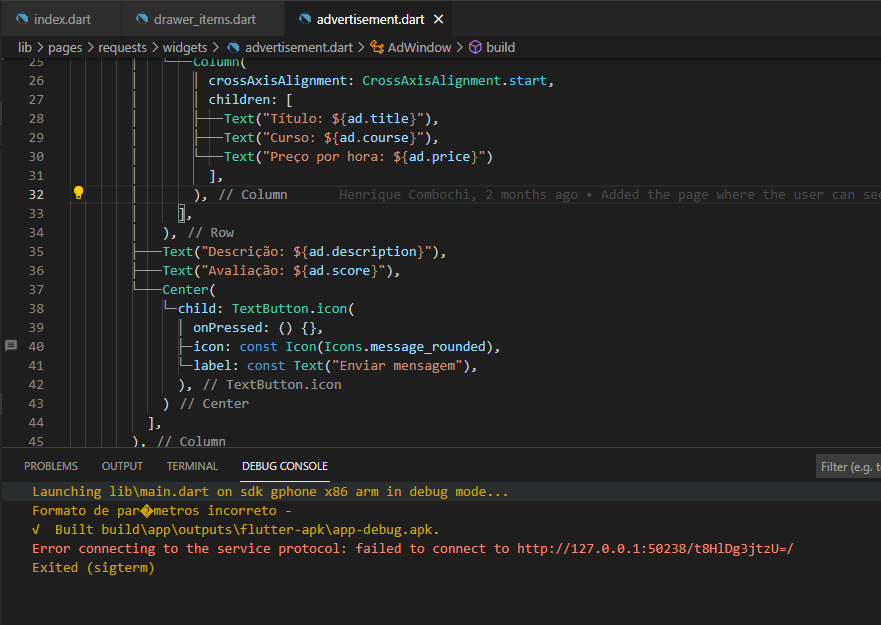 index.dart drawer_items.dart advertisement.dart ×
lib > pages > requests > widgets > advertisement.dart > AdWindow > build
25 Column(
26 crossAxisAlignment: CrossAxisAlignment.start,
27 children: [
28 Text("Título: ${ad.title}"),
29 Text("Curso: ${ad.course}"),
30 Text("Preço por hora: ${ad.price}")
31 ],
32 ), // Column Henrique Combochi, 2 months ago • Added the page where the user can see
33 ],
34 ), // Row
35 Text("Descrição: ${ad.description}"),
36 Text("Avaliação: ${ad.score}"),
37 Center(
38 child: TextButton.icon(
39 onPressed: () {},
40 icon: const Icon(Icons.message_rounded),
41 label: const Text("Enviar mensagem"),
42 ), // TextButton.icon
43 ) // Center
44 ],
45 ), // Column
PROBLEMS OUTPUT TERMINAL DEBUG CONSOLE Filter (e.g. t
Launching lib\main.dart on sdk gphone x86 arm in debug mode...
Formato de par�metros incorreto -
√ Built build\app\outputs\flutter-apk\app-debug.apk.
Error connecting to the service protocol: failed to connect to http://127.0.0.1:50238/t8HlDg3jtzU=/
Exited (sigterm)